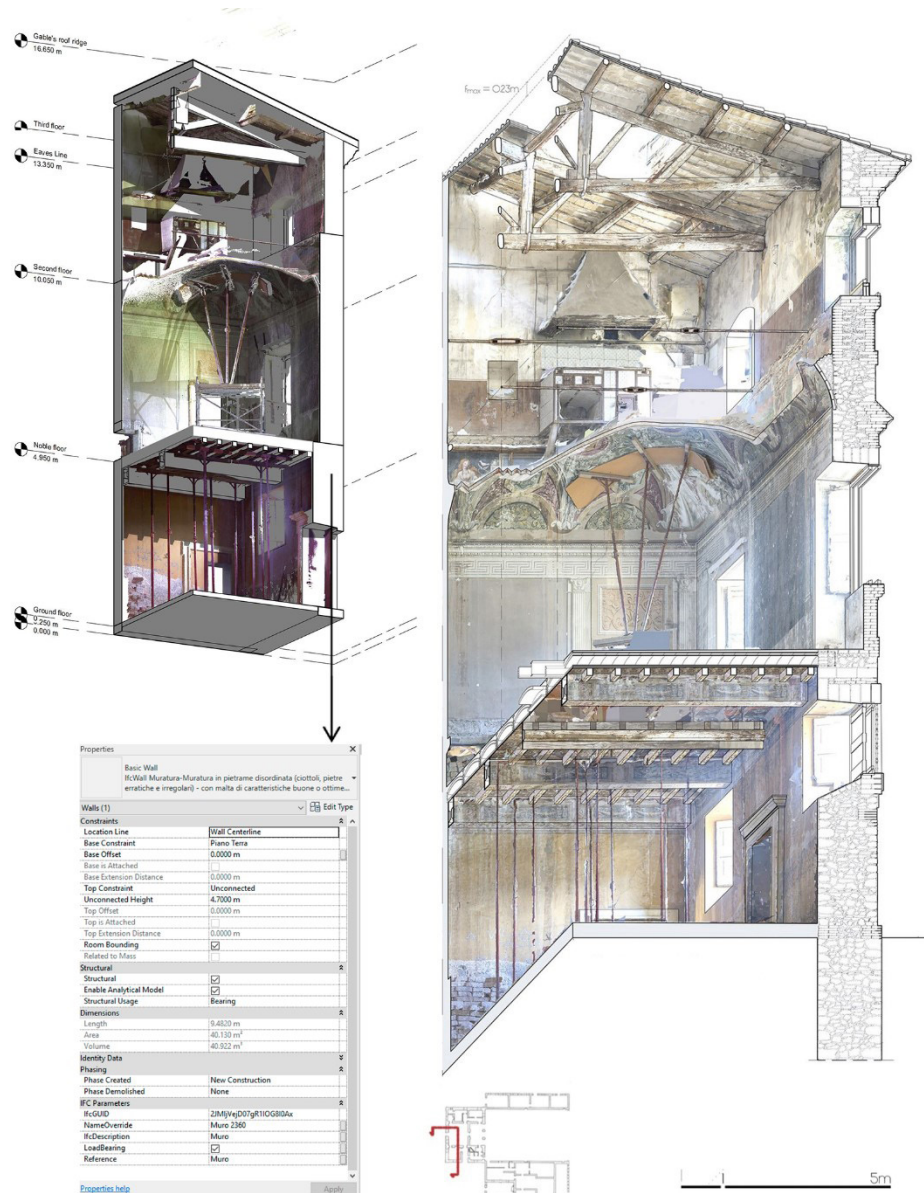 Gable's roof ridge
16.650 m
Third floor
Eaves Line
13.350 m
Second floor
10.050 m
Noble floor
4.950 m
Ground floor
0.000 m
fmax = 0.23m
Properties
Basic Wall
IfcWall Muratura-Muratura in pietrame disordinata (ciottoli, pietre
erratiche e irregolari) - con malta di caratteristiche buone o ottime...
Walls (1)
Edit Type
Constraints
Location Line Wall Centerline
Base Constraint Piano Terra
Base Offset 0.0000 m
Base is Attached
Base Extension Distance 0.0000 m
Top Constraint Unconnected
Unconnected Height 4.7000 m
Top Offset 0.0000 m
Top is Attached
Top Extension Distance 0.0000 m
Room Bounding
Related to Mass
Structural
Structural
Enable Analytical Model
Structural Usage Bearing
Dimensions
Length 9.4820 m
Area 40.130 m²
Volume 40.922 m³
Identity Data
Phasing
Phase Created New Construction
Phase Demolished None
IFC Parameters
IfcGUID
NameOverride Muro 2360
IfcDescription Muro
LoadBearing
Reference Muro
Properties help
Apply
5m